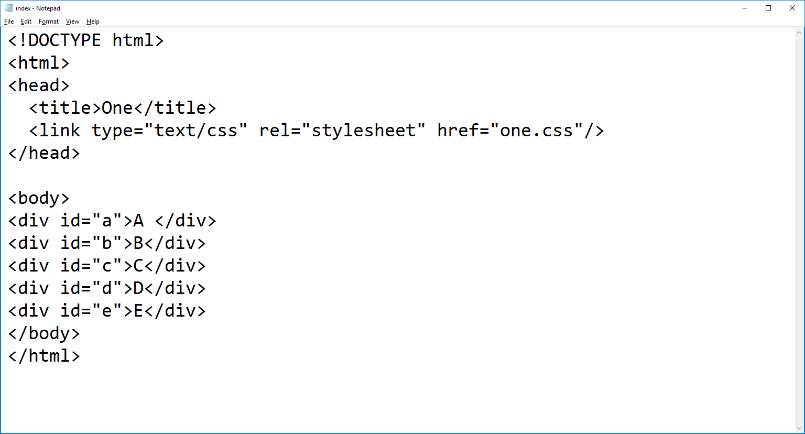 index - Notepad
File Edit Format View Help
<!DOCTYPE html>
<html>
<head>
  <title>One</title>
  <link type="text/css" rel="stylesheet" href="one.css"/>
</head>

<body>
<div id="a">A </div>
<div id="b">B</div>
<div id="c">C</div>
<div id="d">D</div>
<div id="e">E</div>
</body>
</html>